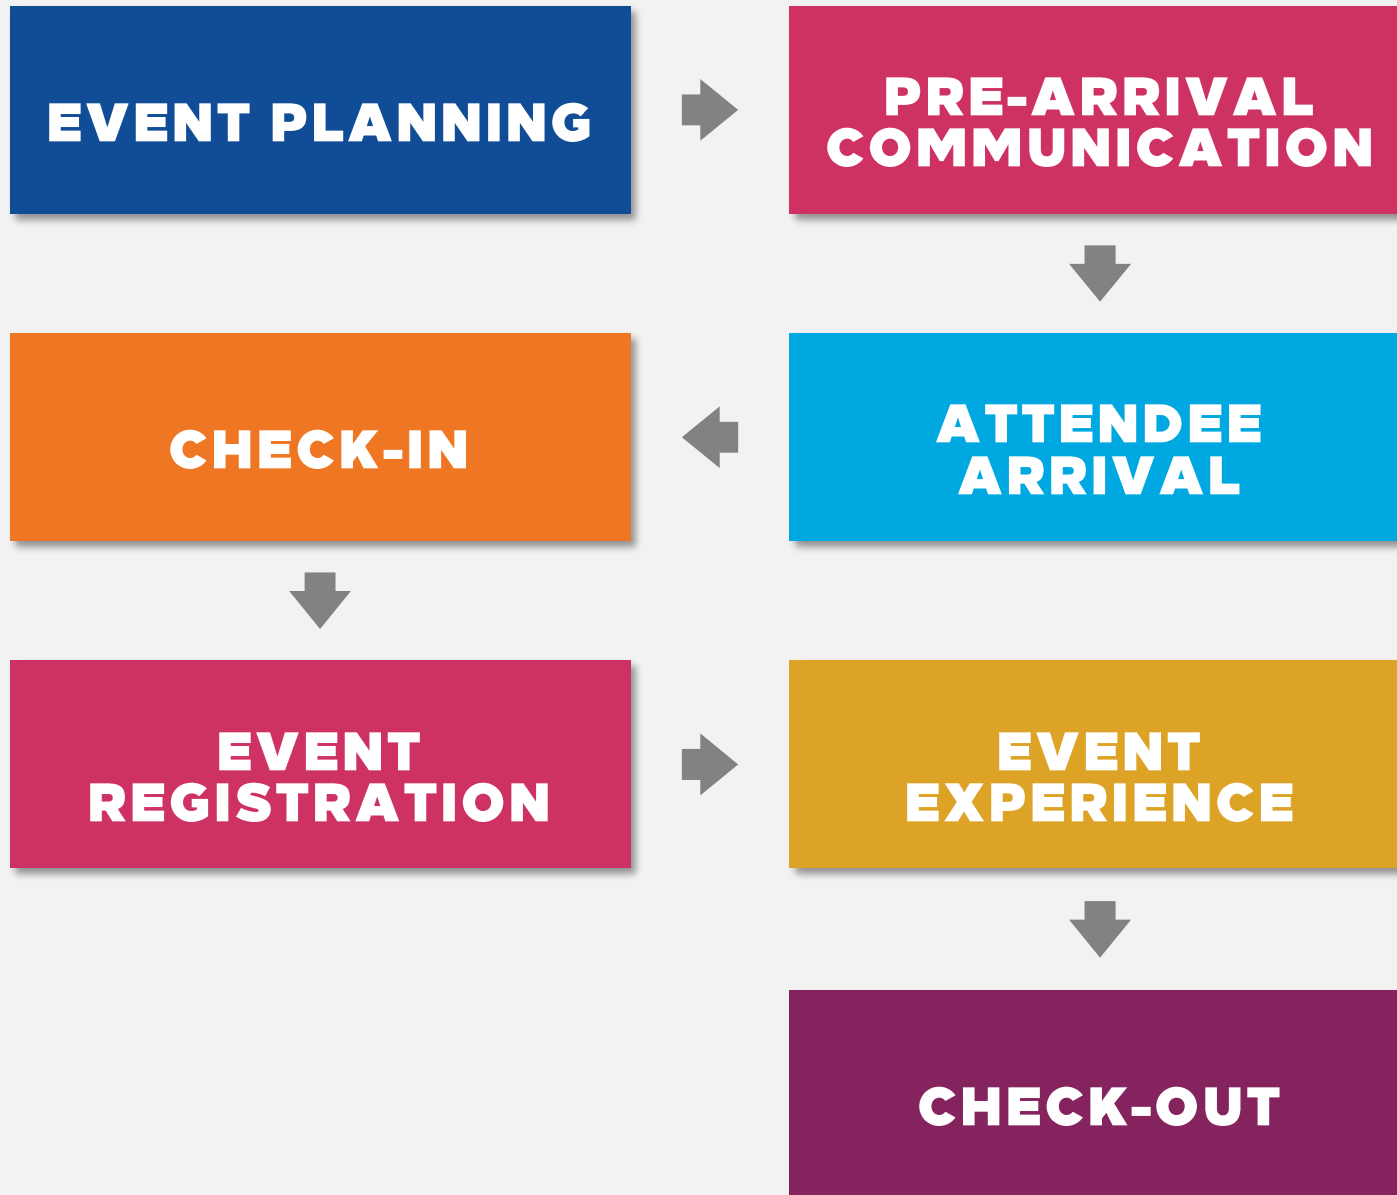 EVENT PLANNING
PRE-ARRIVAL
COMMUNICATION
ATTENDEE
ARRIVAL
CHECK-IN
EVENT
REGISTRATION
EVENT
EXPERIENCE
CHECK-OUT